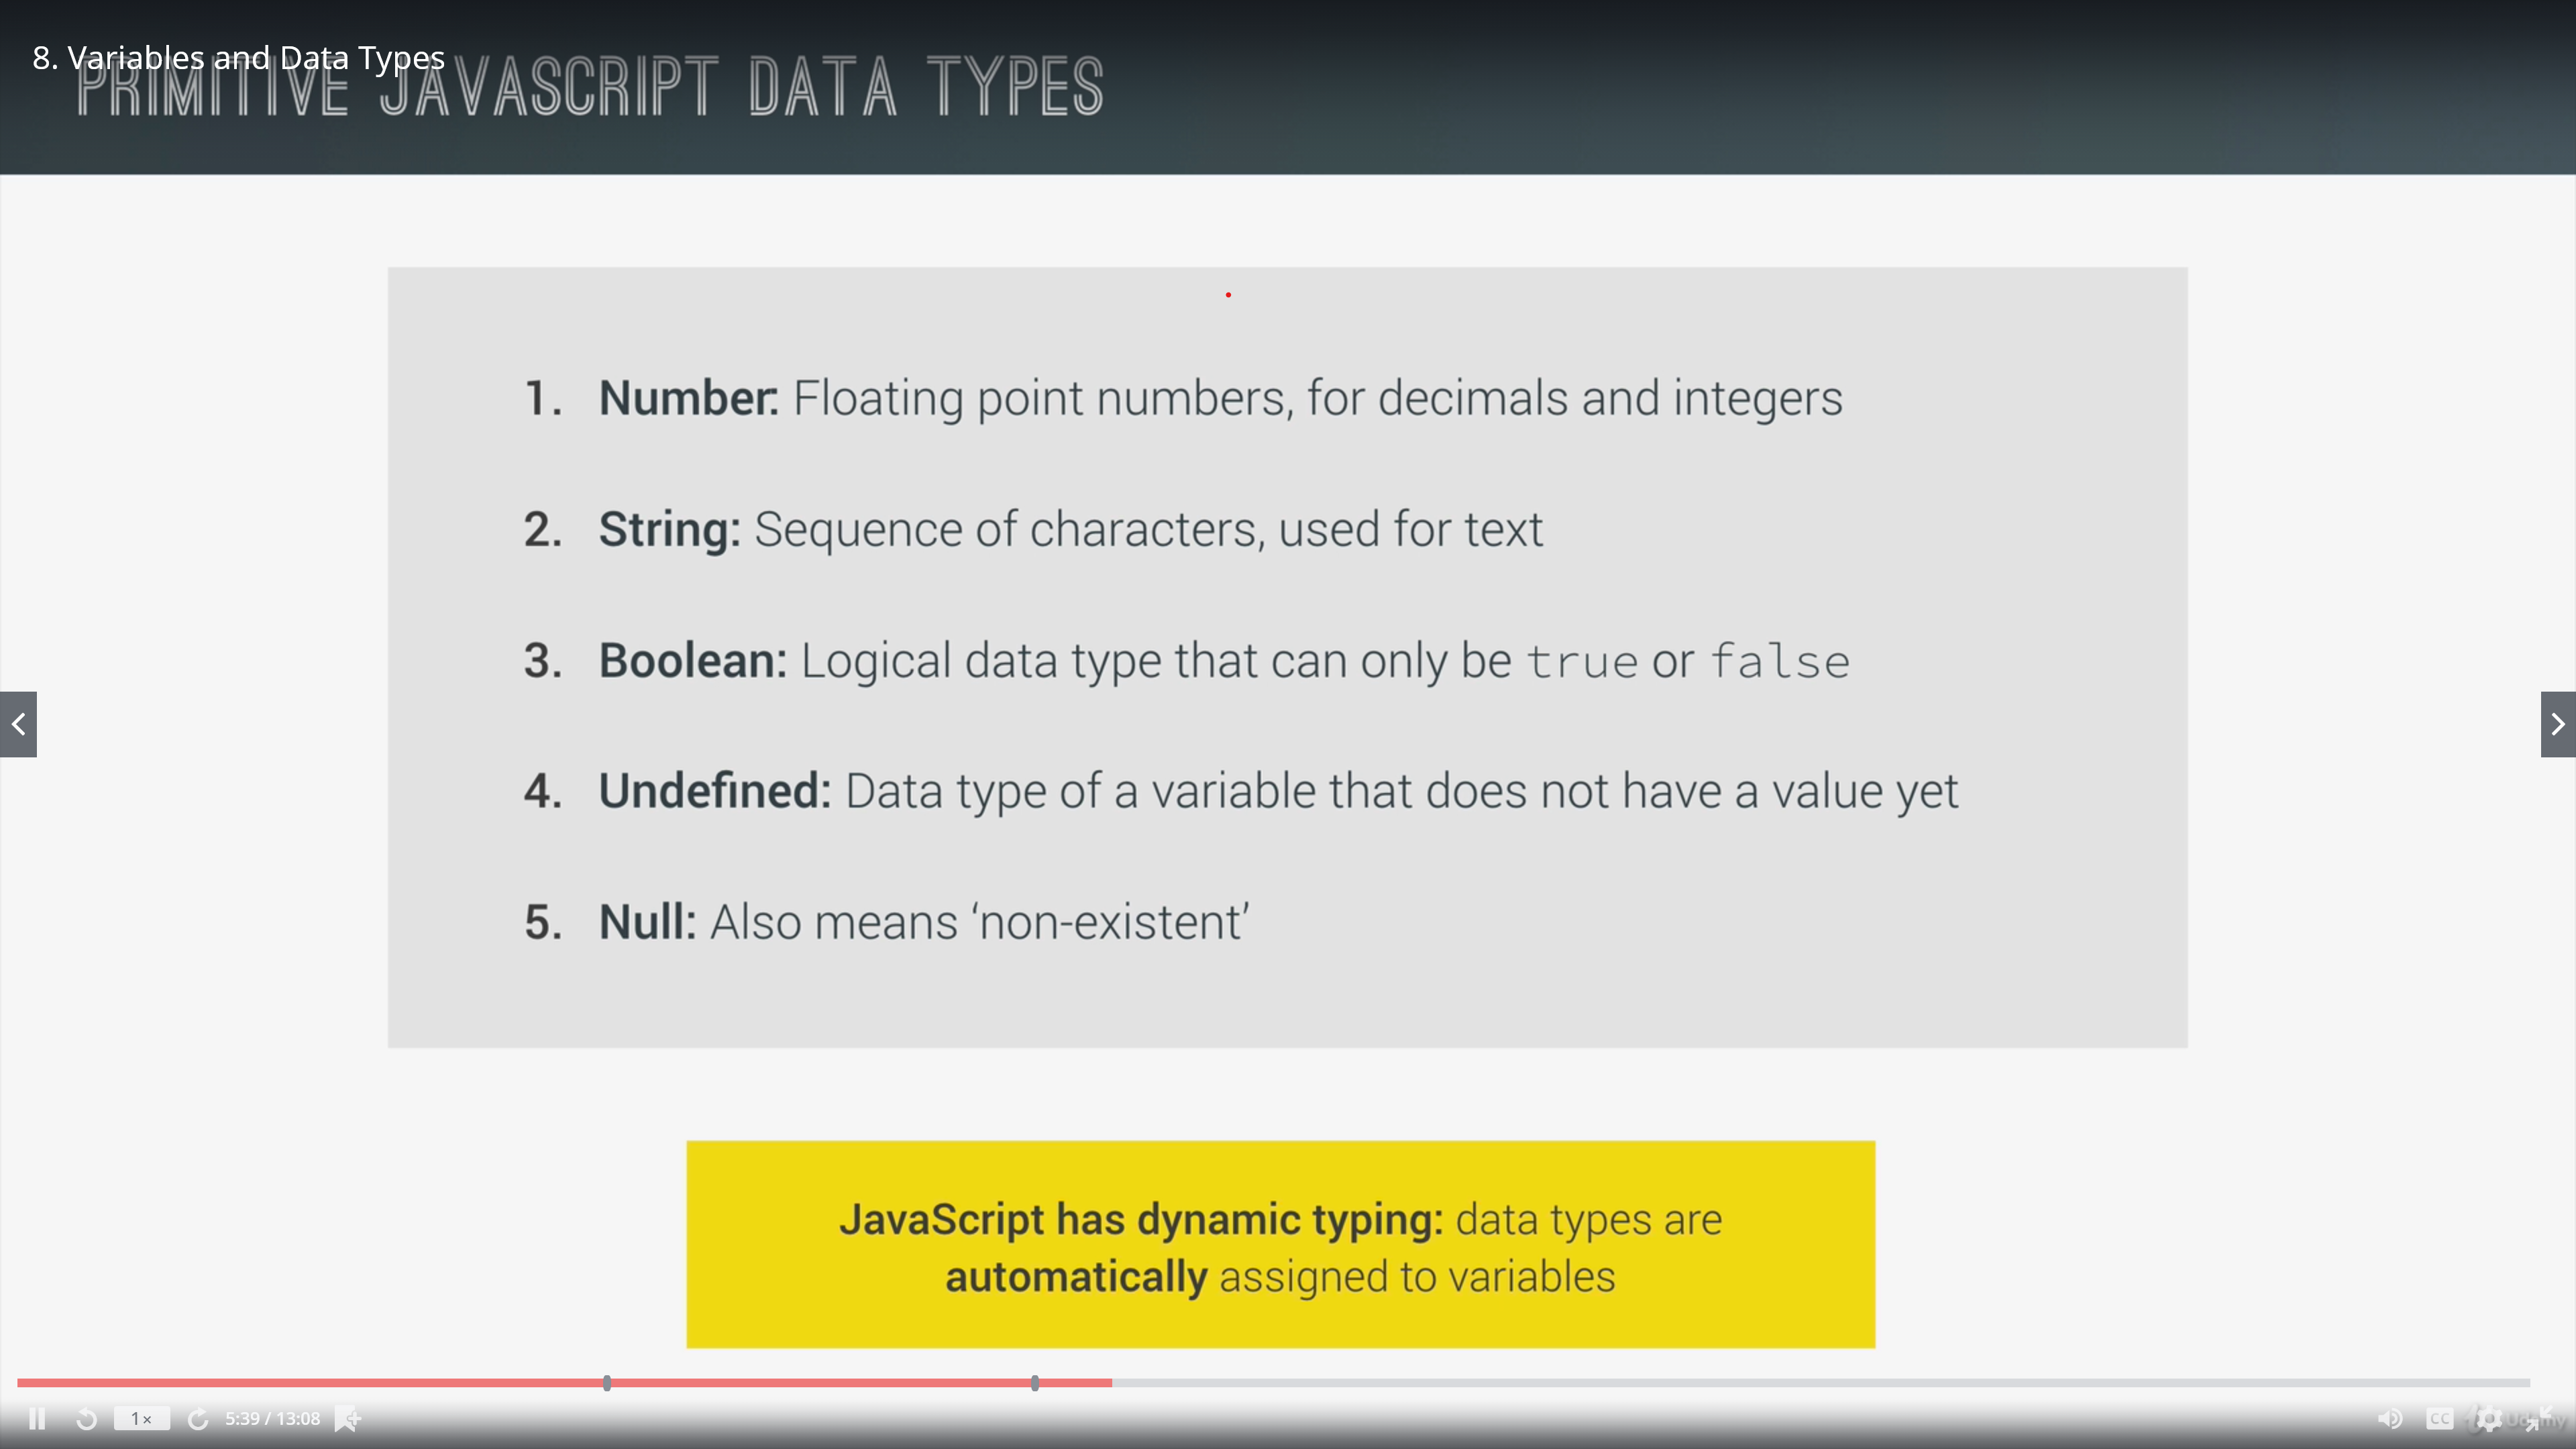 8. Variables and Data Types
PRIMITIVE JAVASCRIPT DATA TYPES
1. Number: Floating point numbers, for decimals and integers
2. String: Sequence of characters, used for text
3. Boolean: Logical data type that can only be true or false
4. Undefined: Data type of a variable that does not have a value yet
5. Null: Also means ‘non-existent’
JavaScript has dynamic typing: data types are
automatically assigned to variables
1×
5:39 / 13:08
CC
Udemy